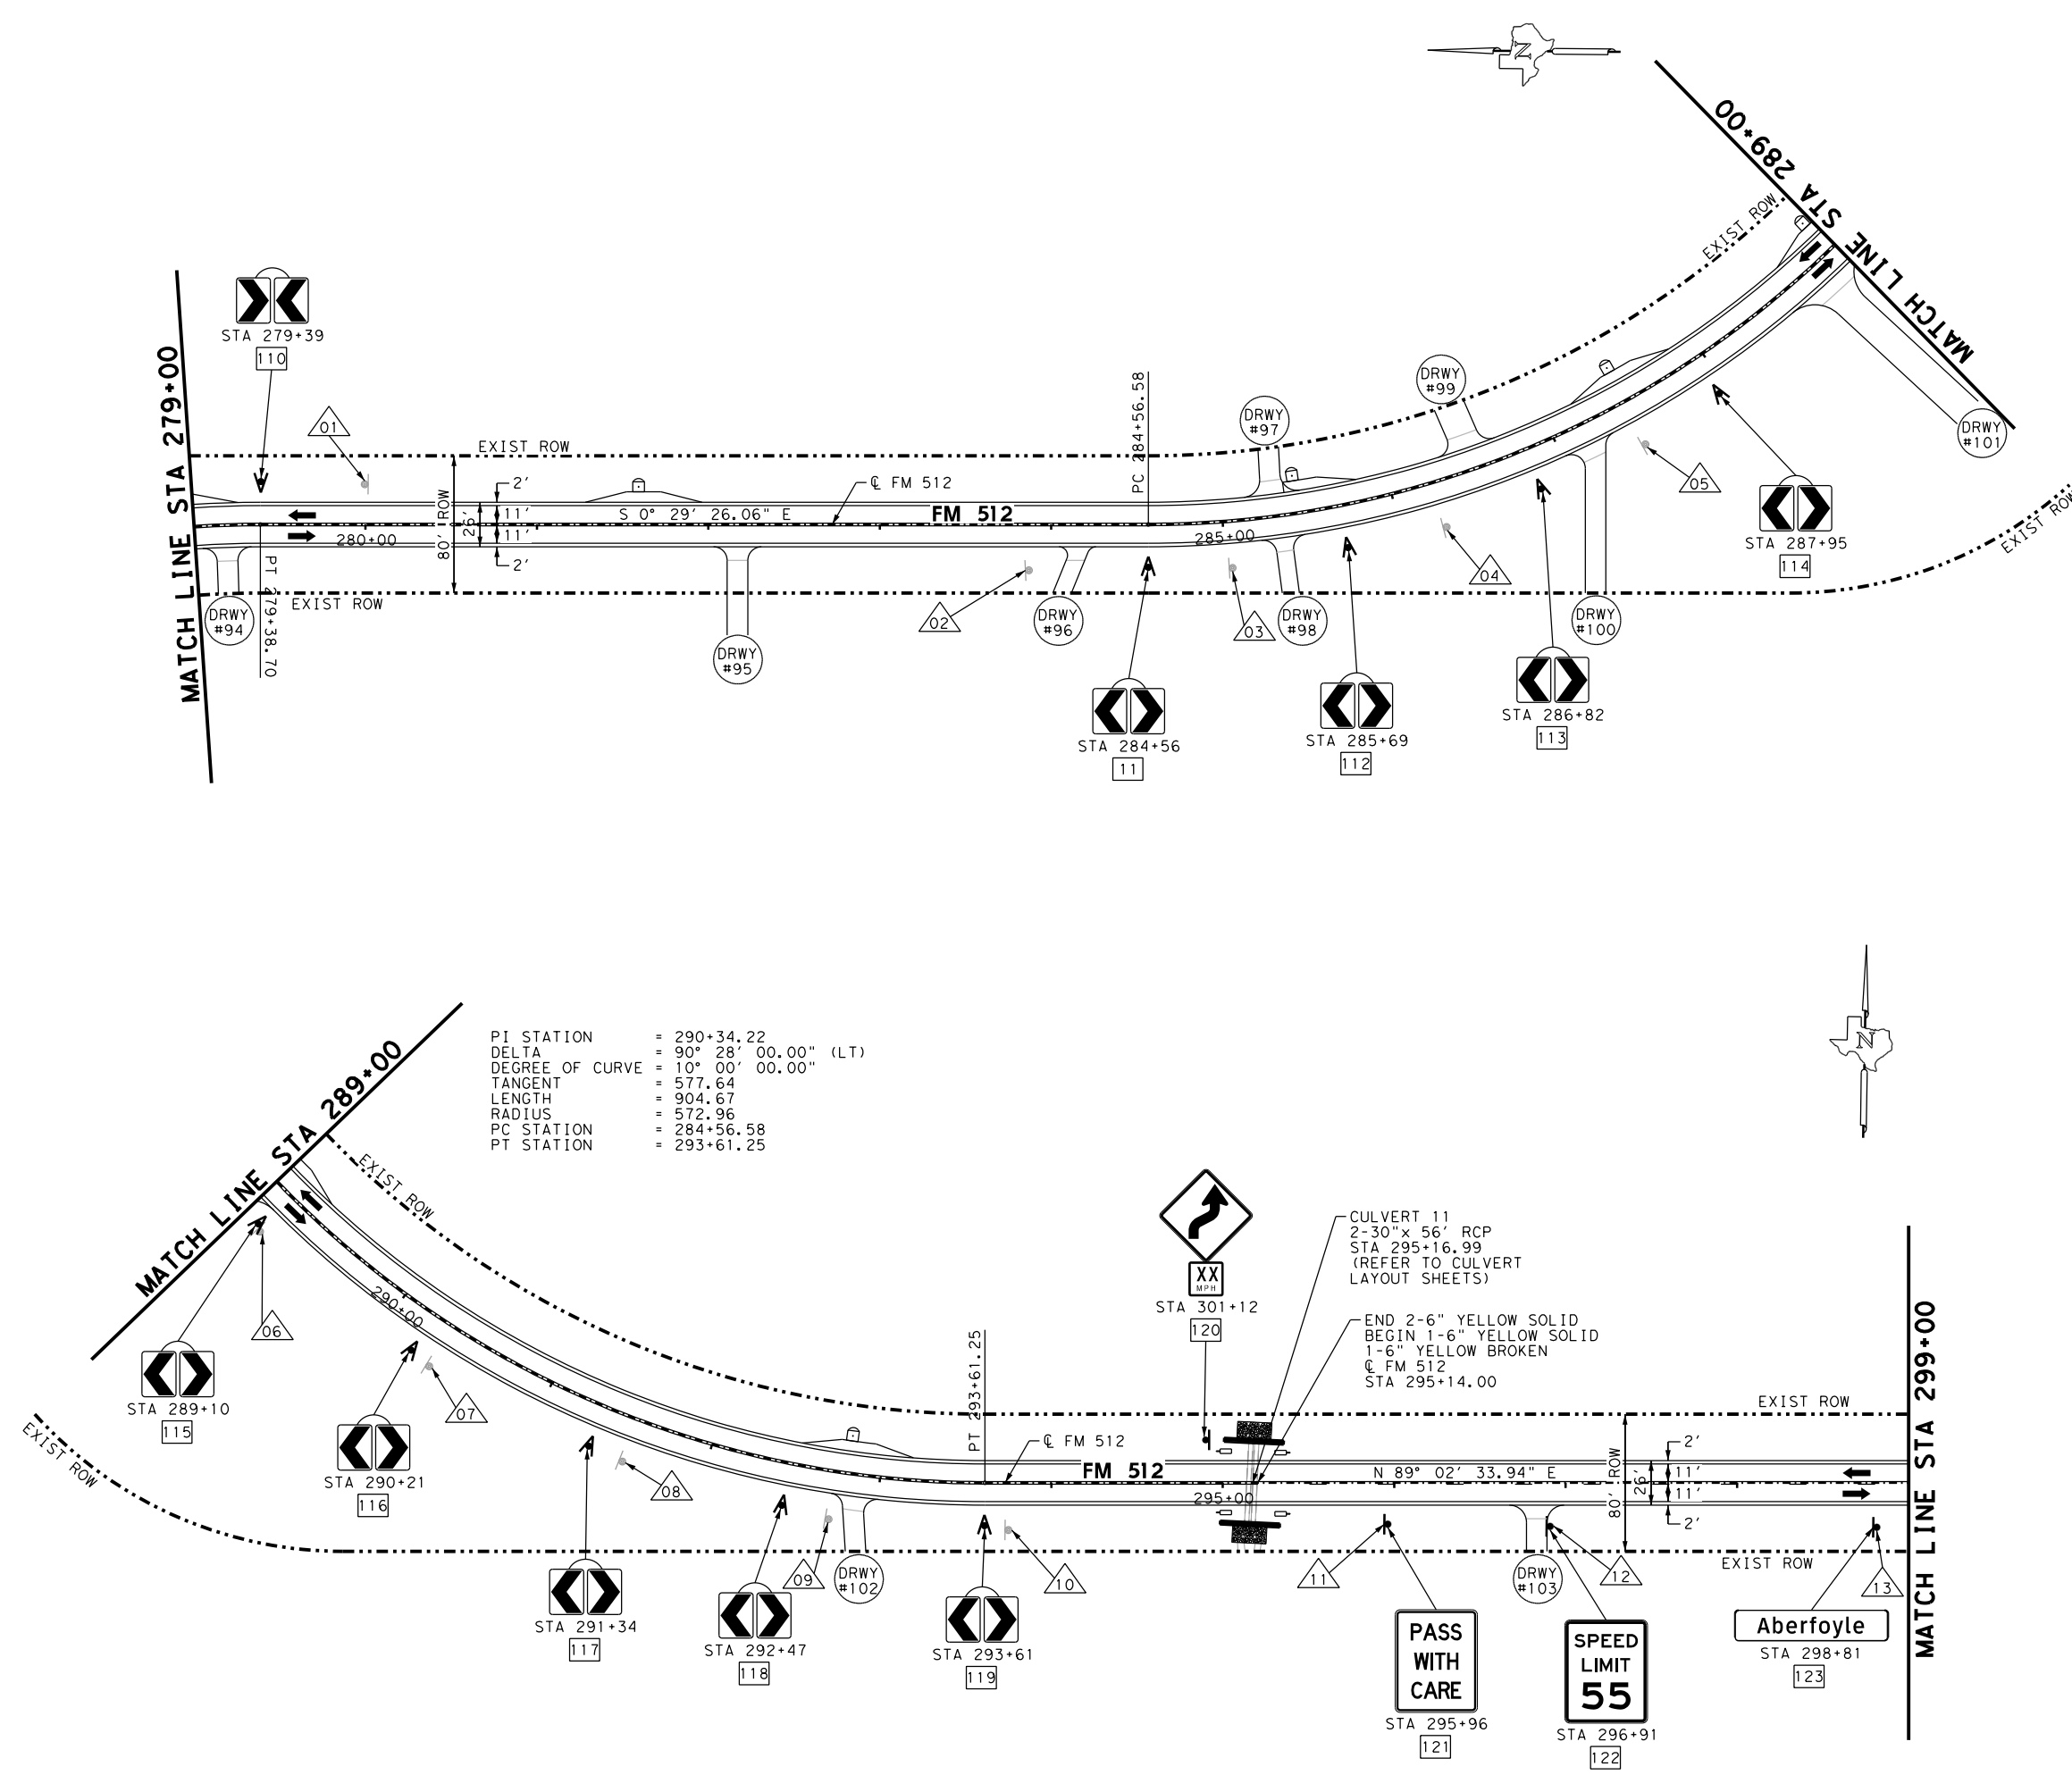 N
MATCH LINE STA 289+00
MATCH LINE STA 279+00
STA 279+39
110
01
EXIST ROW
80' ROW
26'
2'
11'
11'
2'
S 0° 29' 26.06" E
℄ FM 512
FM 512
280+00
285+00
PT 279+38.70
PC 284+56.58
EXIST ROW
DRWY
#94
DRWY
#95
02
DRWY
#96
03
DRWY
#97
DRWY
#98
DRWY
#99
04
DRWY
#100
05
DRWY
#101
EXIST ROW
EXIST ROW
STA 284+56
11
STA 285+69
112
STA 286+82
113
STA 287+95
114
N
MATCH LINE STA 289+00
PI STATION = 290+34.22
DELTA = 90° 28' 00.00" (LT)
DEGREE OF CURVE = 10° 00' 00.00"
TANGENT = 577.64
LENGTH = 904.67
RADIUS = 572.96
PC STATION = 284+56.58
PT STATION = 293+61.25
EXIST ROW
EXIST ROW
06
STA 289+10
115
290+00
07
STA 290+21
116
08
STA 291+34
117
09
STA 292+47
118
DRWY
#102
10
STA 293+61
119
PT 293+61.25
℄ FM 512
FM 512
295+00
N 89° 02' 33.94" E
XX
MPH
STA 301+12
120
CULVERT 11
2-30"x 56' RCP
STA 295+16.99
(REFER TO CULVERT
LAYOUT SHEETS)
END 2-6" YELLOW SOLID
BEGIN 1-6" YELLOW SOLID
1-6" YELLOW BROKEN
℄ FM 512
STA 295+14.00
EXIST ROW
80' ROW
26'
2'
11'
11'
2'
EXIST ROW
11
PASS
WITH
CARE
STA 295+96
121
DRWY
#103
12
SPEED
LIMIT
55
STA 296+91
122
13
Aberfoyle
STA 298+81
123
MATCH LINE STA 299+00